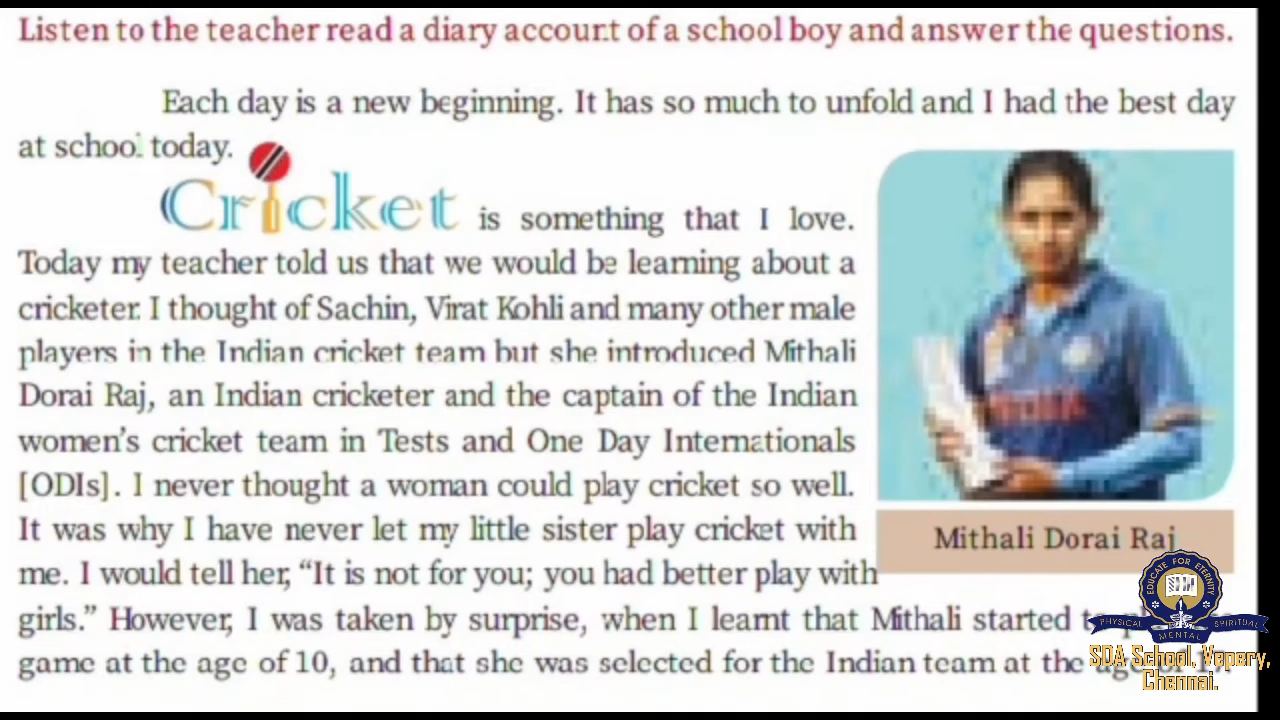 Listen to the teacher read a diary account of a school boy and answer the questions.
Each day is a new beginning. It has so much to unfold and I had the best day
at school today.
Cricket is something that I love.
Today my teacher told us that we would be learning about a
cricketer. I thought of Sachin, Virat Kohli and many other male
players in the Indian cricket team but she introduced Mithali
Dorai Raj, an Indian cricketer and the captain of the Indian
women's cricket team in Tests and One Day Internationals
[ODIs]. I never thought a woman could play cricket so well.
It was why I have never let my little sister play cricket with
me. I would tell her, "It is not for you; you had better play with
girls." However, I was taken by surprise, when I learnt that Mithali started
game at the age of 10, and that she was selected for the Indian team at the
Mithali Dorai Raj
EDUCATE FOR ETERNITY
PHYSICAL MENTAL SPIRITUAL
SDA School, Vepery,
Chennai.